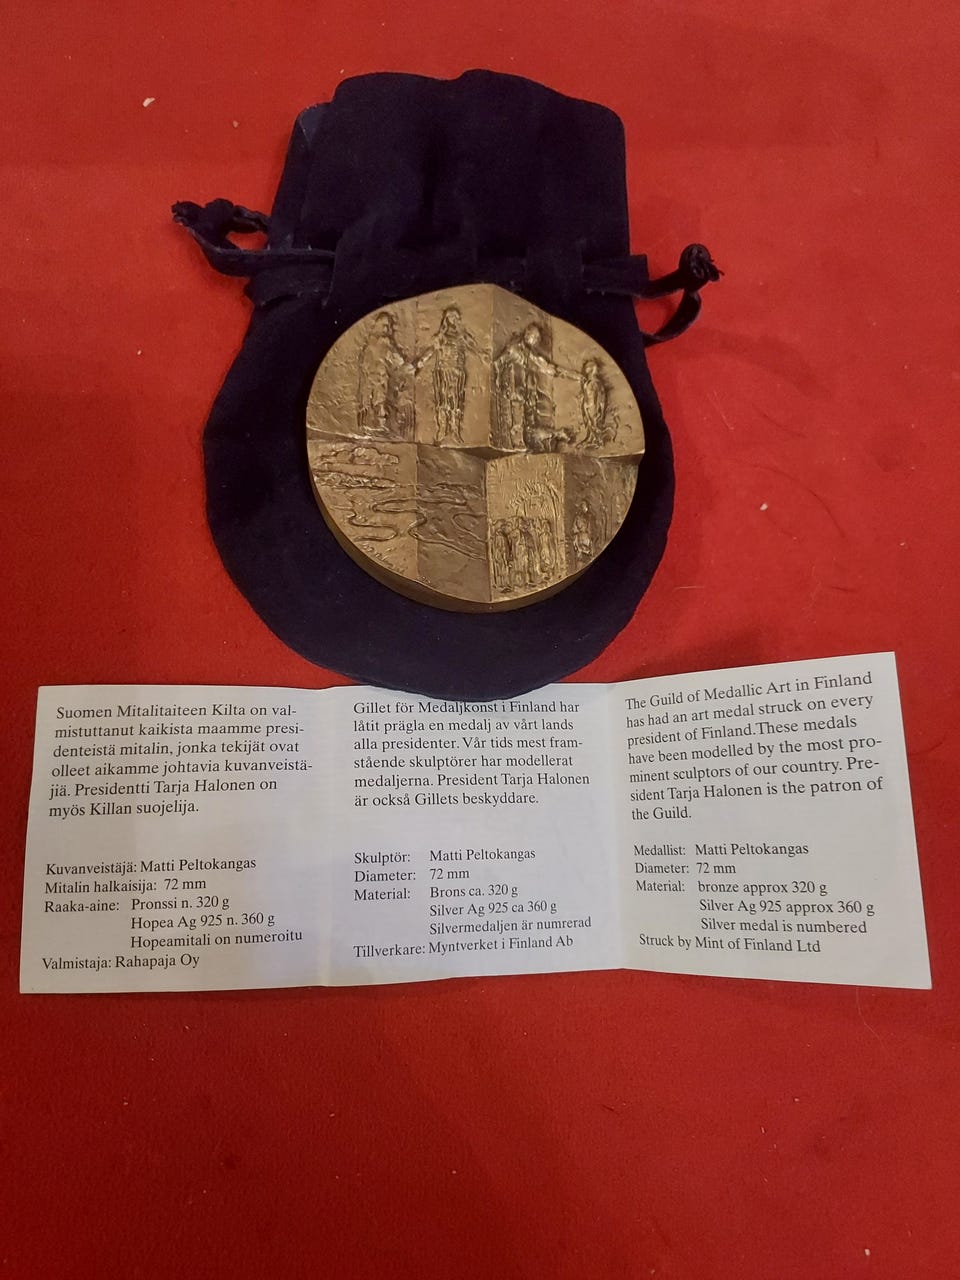 Suomen Mitalitaiteen Kilta on val-
mistuttanut kaikista maamme presi-
denteistä mitalin, jonka tekijät ovat
olleet aikamme johtavia kuvanveistä-
jiä. Presidentti Tarja Halonen on
myös Killan suojelija.
Kuvanveistäjä: Matti Peltokangas
Mitalin halkaisija: 72 mm
Raaka-aine: Pronssi n. 320 g
Hopea Ag 925 n. 360 g
Hopeamitali on numeroitu
Valmistaja: Rahapaja Oy
Gillet för Medaljkonst i Finland har
låtit prägla en medalj av vårt lands
alla presidenter. Vår tids mest fram-
stående skulptörer har modellerat
medaljerna. President Tarja Halonen
är också Gillets beskyddare.
Skulptör: Matti Peltokangas
Diameter: 72 mm
Material: Brons ca. 320 g
Silver Ag 925 ca 360 g
Silvermedaljen är numrerad
Tillverkare: Myntverket i Finland Ab
The Guild of Medallic Art in Finland
has had an art medal struck on every
president of Finland.These medals
have been modelled by the most pro-
minent sculptors of our country. Pre-
sident Tarja Halonen is the patron of
the Guild.
Medallist: Matti Peltokangas
Diameter: 72 mm
Material: bronze approx 320 g
Silver Ag 925 approx 360 g
Silver medal is numbered
Struck by Mint of Finland Ltd